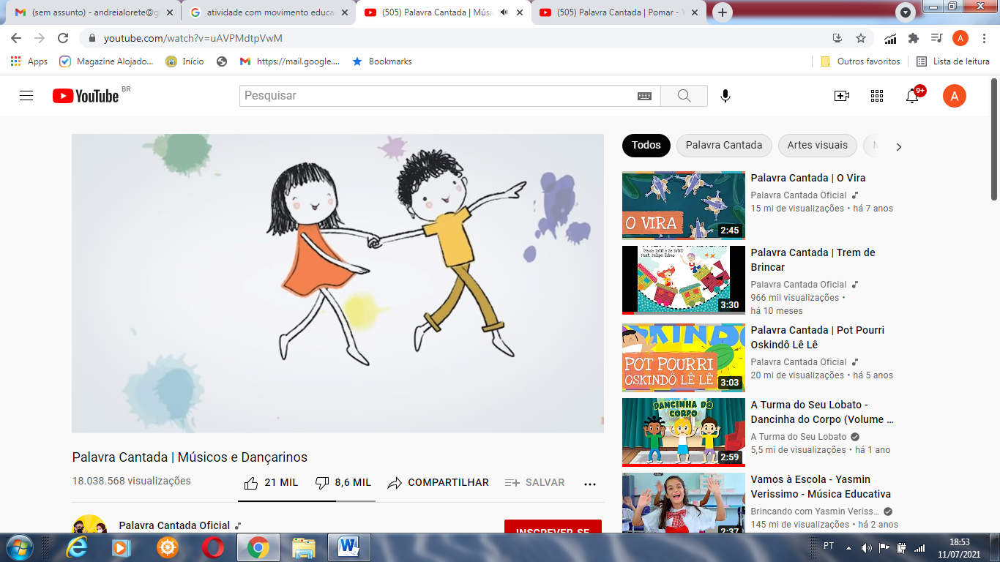 (sem assunto) - andreialorete@g
atividade com movimento educa
(505) Palavra Cantada | Músi
(505) Palavra Cantada | Pomar - Y
youtube.com/watch?v=uAVPMdtpVwM
A
Apps
Magazine Alojado...
Início
https://mail.google....
Bookmarks
Outros favoritos
Lista de leitura
YouTube BR
Pesquisar
9+
A
Todos
Palavra Cantada
Artes visuais
O VIRA
2:45
Palavra Cantada | O Vira
Palavra Cantada Oficial
15 mi de visualizações • há 7 anos
3:30
Palavra Cantada | Trem de
Brincar
Palavra Cantada Oficial
966 mil visualizações •
há 10 meses
OSKINDO
POT POURRI
OSKINDÔ LÊ LÊ
3:03
Palavra Cantada | Pot Pourri
Oskindô Lê Lê
Palavra Cantada Oficial
20 mi de visualizações • há 5 anos
DANCINHA DO
CORPO
2:59
A Turma do Seu Lobato -
Dancinha do Corpo (Volume ...
A Turma do Seu Lobato
5,5 mi de visualizações • há 1 ano
2:37
Vamos à Escola - Yasmin
Verissimo - Música Educativa
Brincando com Yasmin Veriss...
145 mi de visualizações • há 2 anos
Palavra Cantada | Músicos e Dançarinos
18.038.568 visualizações
21 MIL
8,6 MIL
COMPARTILHAR
SALVAR
Palavra Cantada Oficial
INSCREVER-SE
PT
18:53
11/07/2021